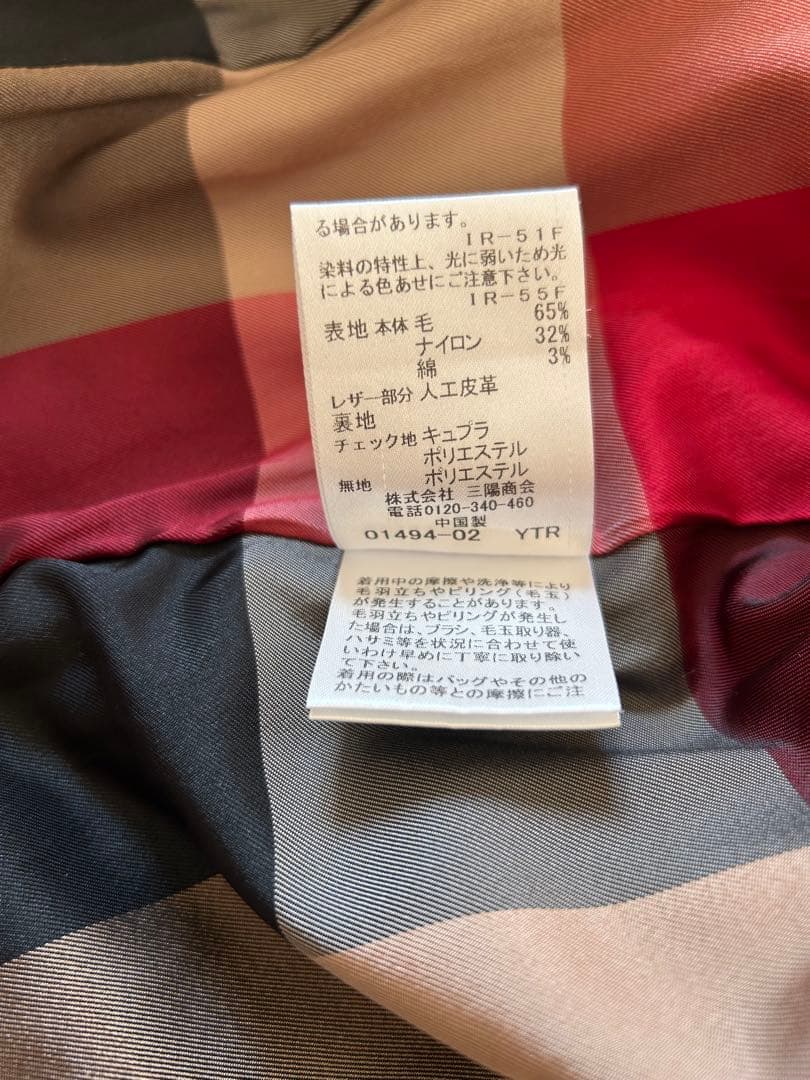 る場合があります。
IR-51F
染料の特性上、光に弱いため光
による色あせにご注意下さい。
IR-55F
表地 本体 毛 65%
ナイロン 32%
綿 3%
レザー部分 人工皮革
裏地
チェック地 キュプラ
ポリエステル
無地 ポリエステル
株式会社 三陽商会
電話0120-340-460
中国製
01494-02 YTR
着用中の摩擦や洗浄等により
毛羽立ちやピリング(毛玉)
が発生することがあります。
毛羽立ちやピリングが発生し
た場合は、ブラシ、毛玉取り器、
ハサミ等を状況に合わせて使
いわけ早めに丁寧に取り除い
て下さい。
着用の際はバッグやその他の
かたいもの等との摩擦にご注